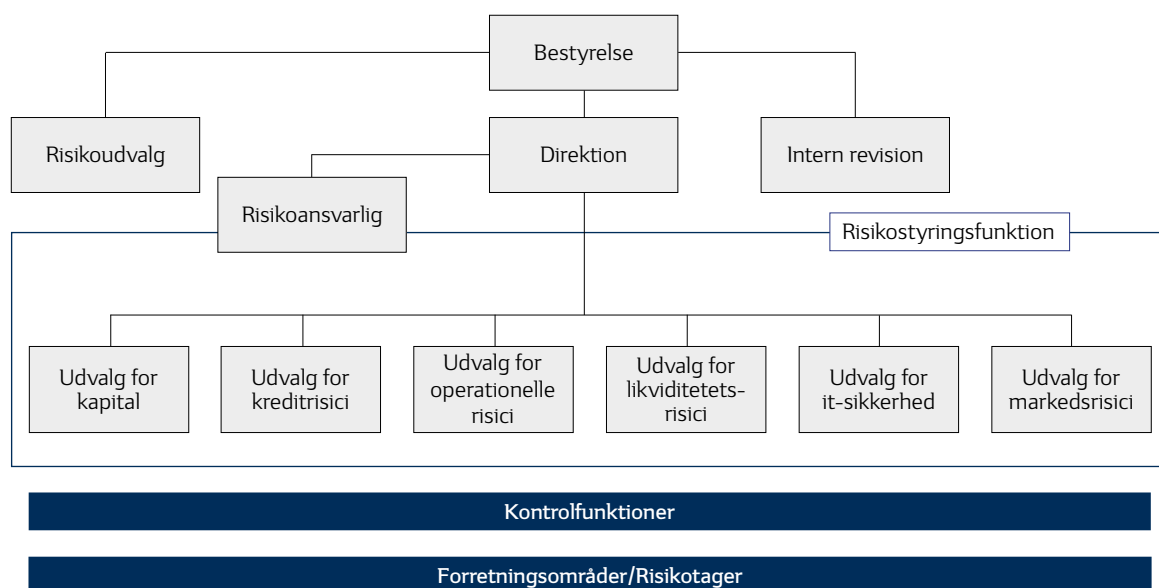 Bestyrelse
Risikoudvalg
Direktion
Intern revision
Risikoansvarlig
Risikostyringsfunktion
Udvalg for
kapital
Udvalg for
kreditrisici
Udvalg for
operationelle
risici
Udvalg for
likviditetets-
risici
Udvalg for
it-sikkerhed
Udvalg for
markedsrisici
Kontrolfunktioner
Forretningsområder/Risikotager